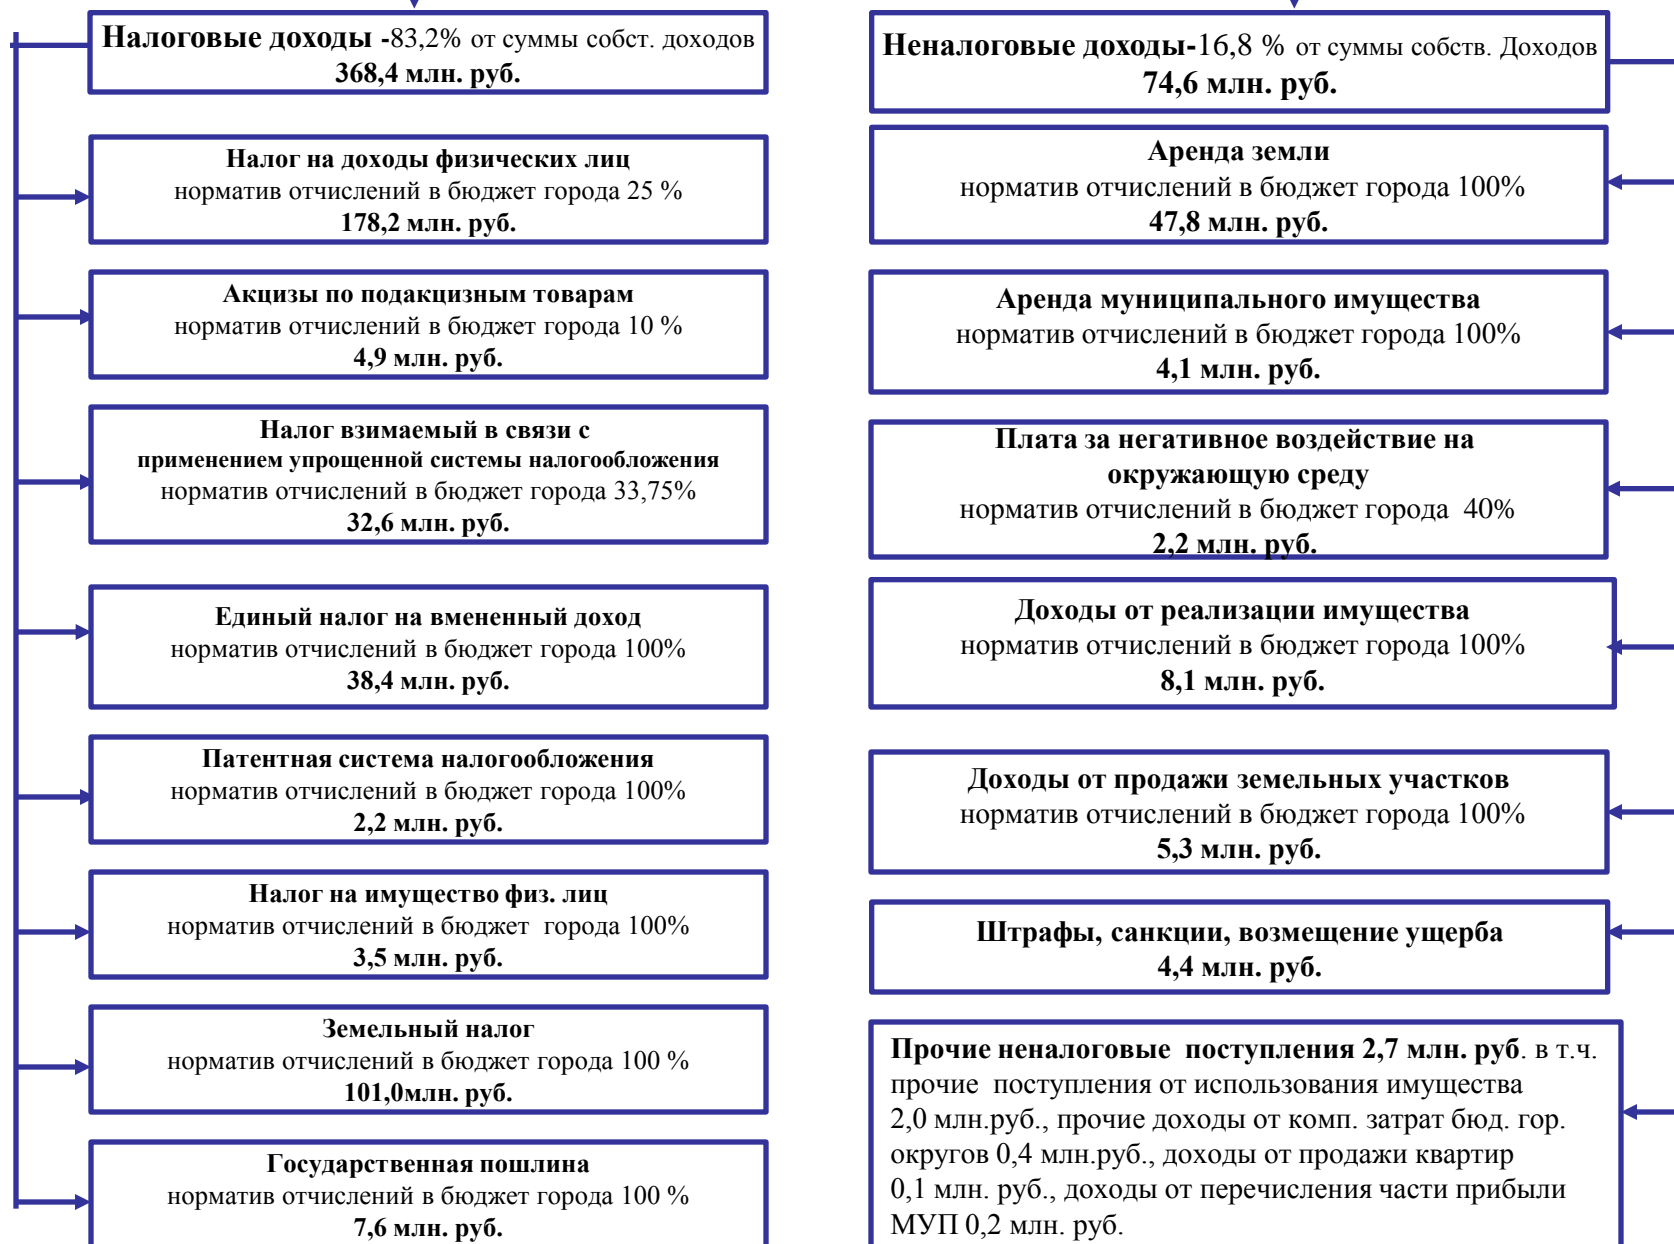 Налоговые доходы -83,2% от суммы собст. доходов
368,4 млн. руб.
Налог на доходы физических лиц
норматив отчислений в бюджет города 25 %
178,2 млн. руб.
Акцизы по подакцизным товарам
норматив отчислений в бюджет города 10 %
4,9 млн. руб.
Налог взимаемый в связи с
применением упрощенной системы налогообложения
норматив отчислений в бюджет города 33,75%
32,6 млн. руб.
Единый налог на вмененный доход
норматив отчислений в бюджет города 100%
38,4 млн. руб.
Патентная система налогообложения
норматив отчислений в бюджет города 100%
2,2 млн. руб.
Налог на имущество физ. лиц
норматив отчислений в бюджет города 100%
3,5 млн. руб.
Земельный налог
норматив отчислений в бюджет города 100 %
101,0млн. руб.
Государственная пошлина
норматив отчислений в бюджет города 100 %
7,6 млн. руб.
Неналоговые доходы-16,8 % от суммы собств. Доходов
74,6 млн. руб.
Аренда земли
норматив отчислений в бюджет города 100%
47,8 млн. руб.
Аренда муниципального имущества
норматив отчислений в бюджет города 100%
4,1 млн. руб.
Плата за негативное воздействие на
окружающую среду
норматив отчислений в бюджет города 40%
2,2 млн. руб.
Доходы от реализации имущества
норматив отчислений в бюджет города 100%
8,1 млн. руб.
Доходы от продажи земельных участков
норматив отчислений в бюджет города 100%
5,3 млн. руб.
Штрафы, санкции, возмещение ущерба
4,4 млн. руб.
Прочие неналоговые поступления 2,7 млн. руб. в т.ч.
прочие поступления от использования имущества
2,0 млн.руб., прочие доходы от комп. затрат бюд. гор.
округов 0,4 млн.руб., доходы от продажи квартир
0,1 млн. руб., доходы от перечисления части прибыли
МУП 0,2 млн. руб.